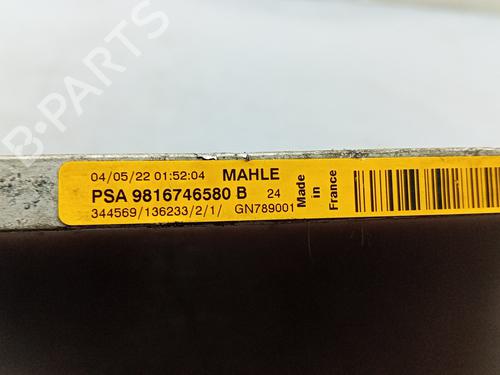 B-PARTS
04/05/22 01:52:04 MAHLE
PSA 9816746580 B 24
344569/136233/2/1/ GN789001
Made
in
France